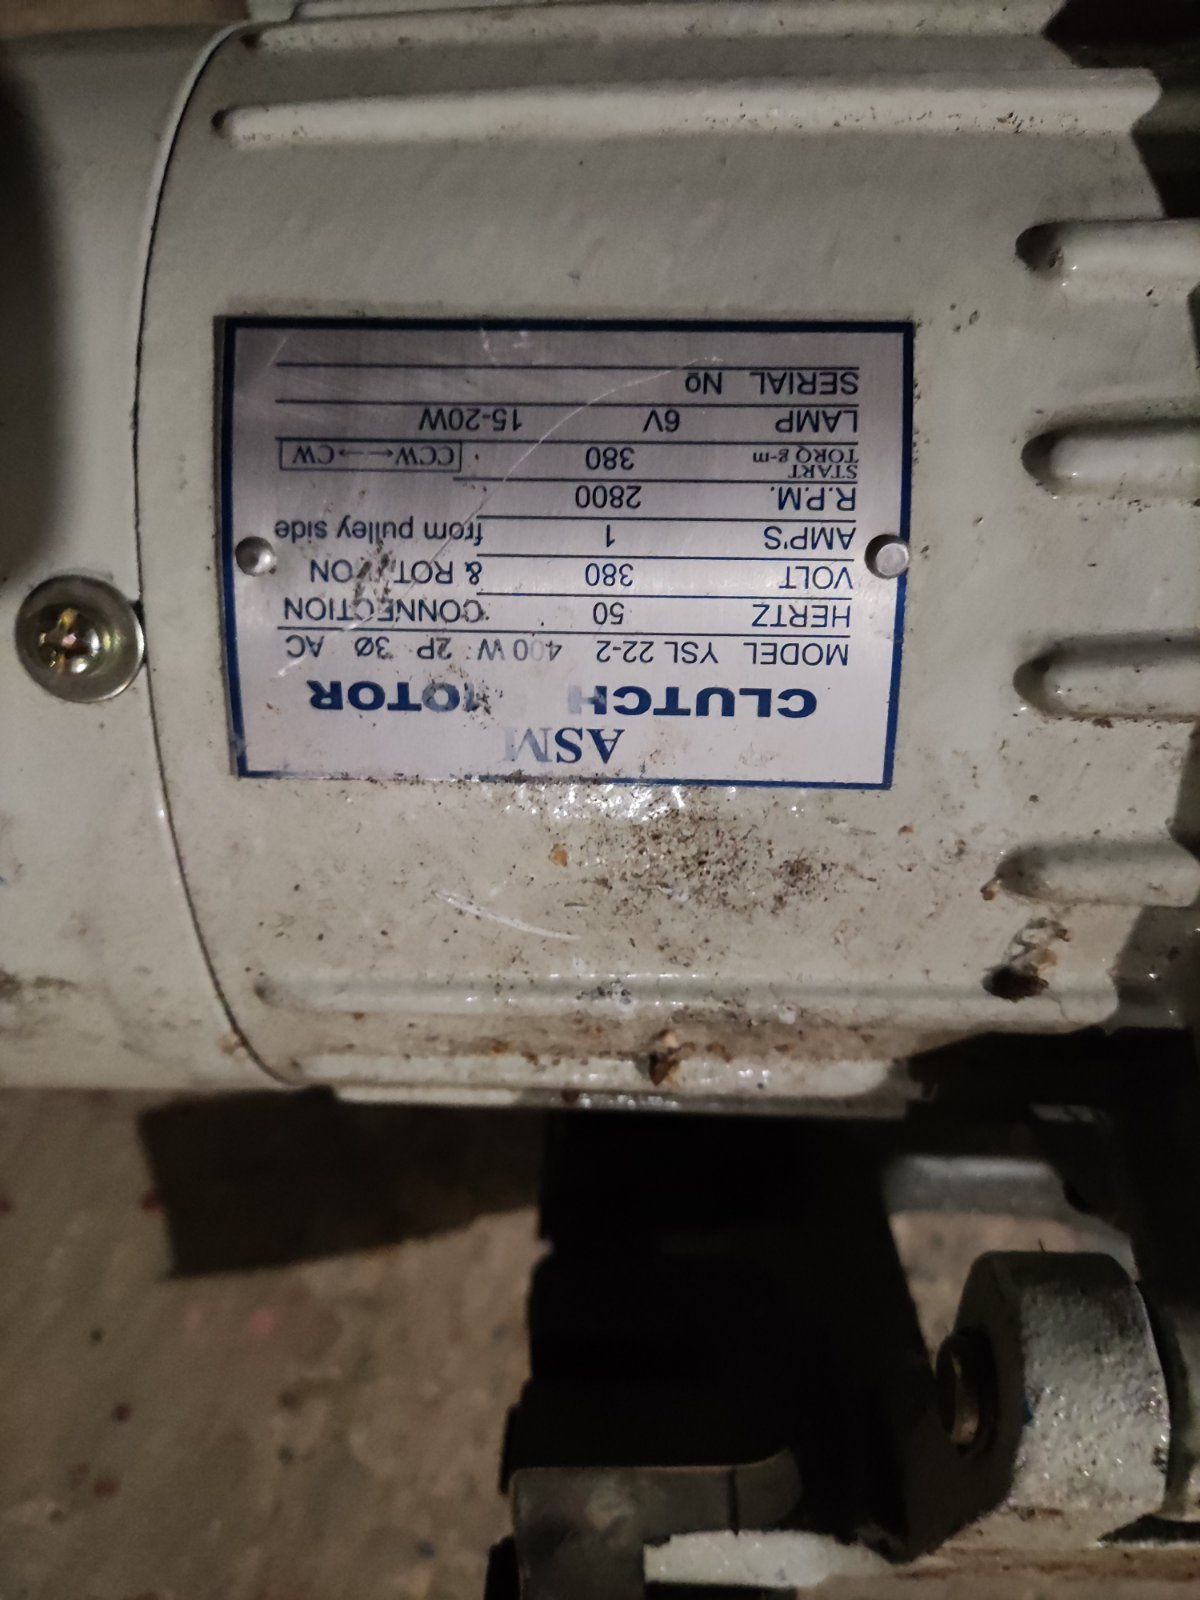 ASM
CLUTCH MOTOR
MODEL YSL 22-2 400 W 2P 3Ø AC
HERTZ 50 CONNECTION
VOLT 380 & ROTATION
AMP'S 1 from pulley side
R.P.M. 2800
START
TORQ g-m 380 CCW←→CW
LAMP 6V 15-20W
SERIAL No